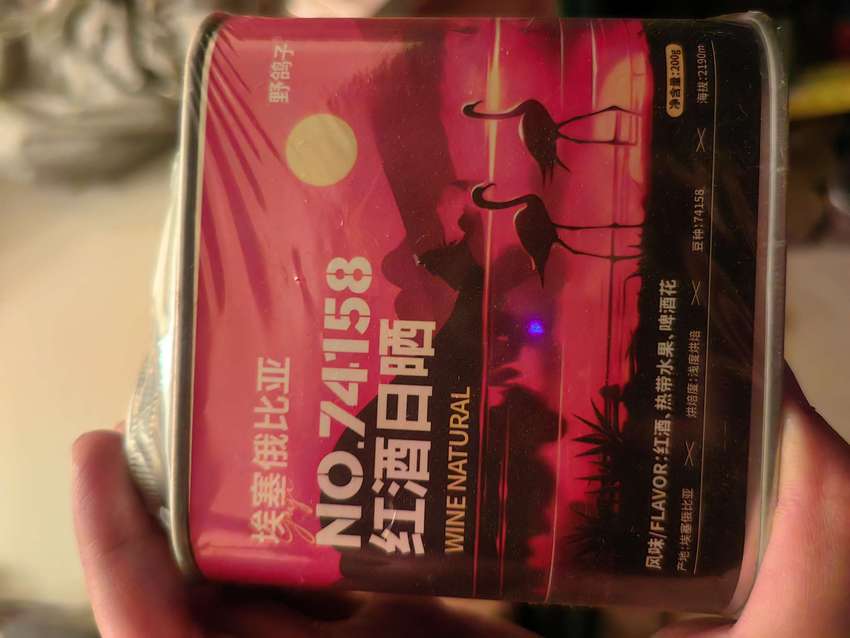 野鸽子
埃塞俄比亚
NO.74158
红酒日晒
WINE NATURAL
净含量:200g
风味/FLAVOR:红酒、热带水果、啤酒花
产地:埃塞俄比亚 烘焙度:浅度烘焙 豆种:74158 海拔:2190m